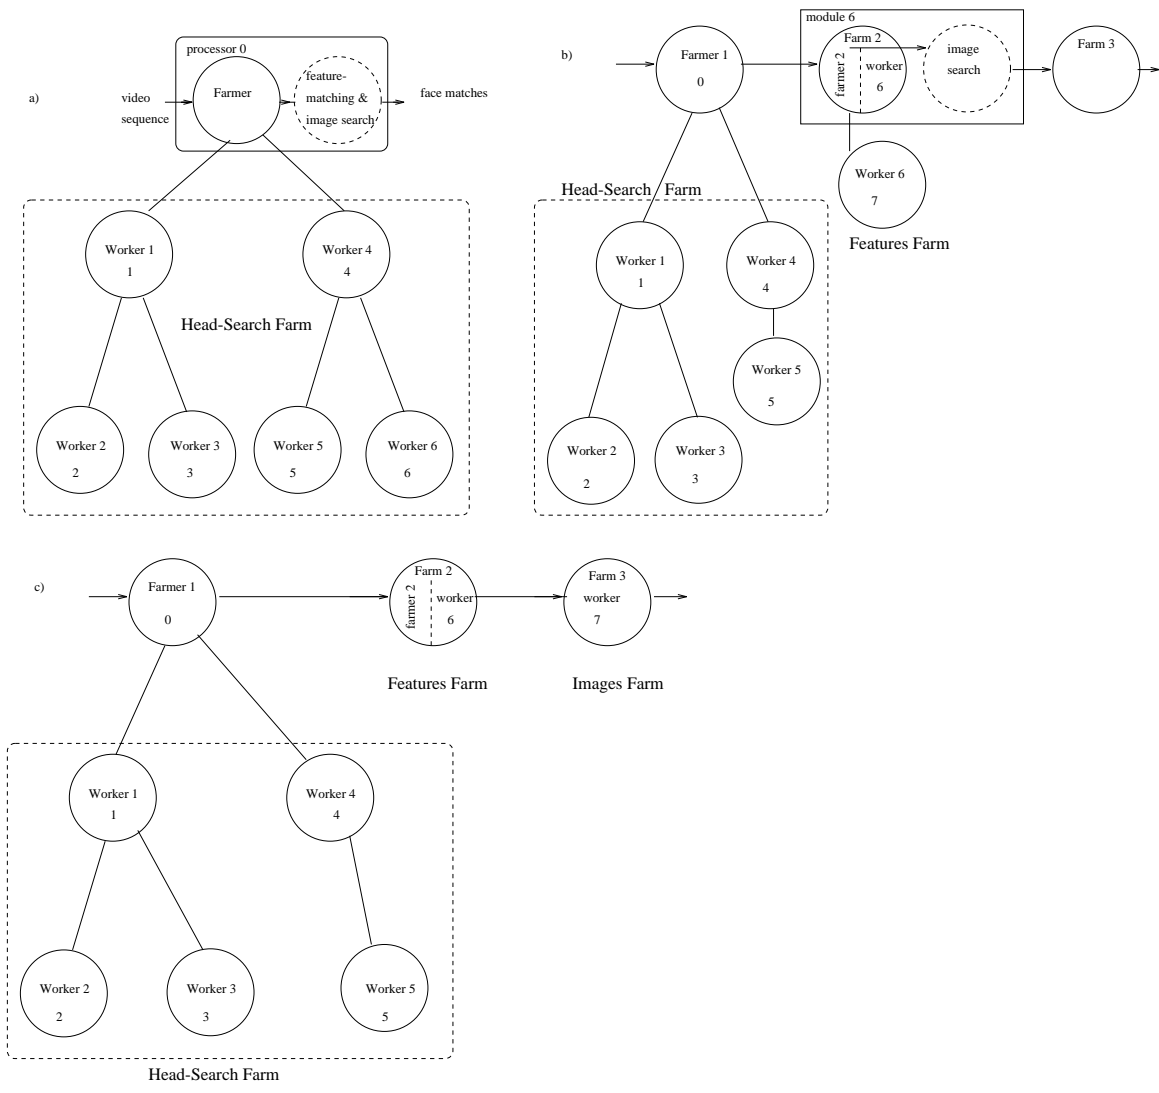 a)
processor 0
Farmer
feature-
matching &
image search
video
sequence
face matches
Worker 1
1
Worker 4
4
Head-Search Farm
Worker 2
2
Worker 3
3
Worker 5
5
Worker 6
6
b)
Farmer 1
0
module 6
Farm 2
farmer 2
worker
6
image
search
Farm 3
Worker 6
7
Features Farm
Head-Search Farm
Worker 1
1
Worker 4
4
Worker 5
5
Worker 2
2
Worker 3
3
c)
Farmer 1
0
Farm 2
farmer 2
worker
6
Farm 3
worker
7
Features Farm
Images Farm
Worker 1
1
Worker 4
4
Worker 2
2
Worker 3
3
Worker 5
5
Head-Search Farm